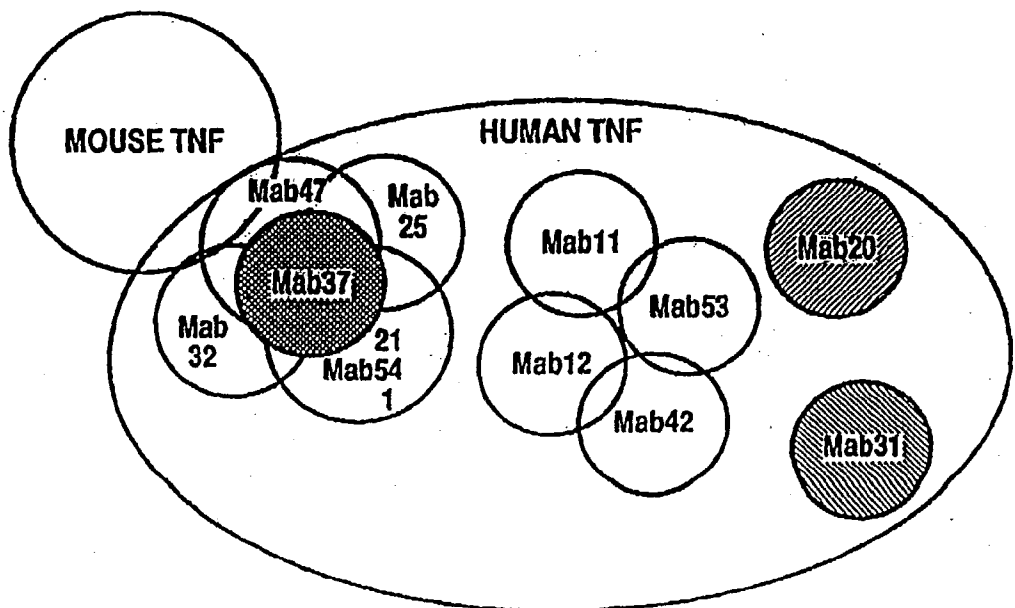 MOUSE TNF
HUMAN TNF
Mab47
Mab
25
Mab37
Mab
32
21
Mab54
1
Mab11
Mab53
Mab12
Mab42
Mab20
Mab31